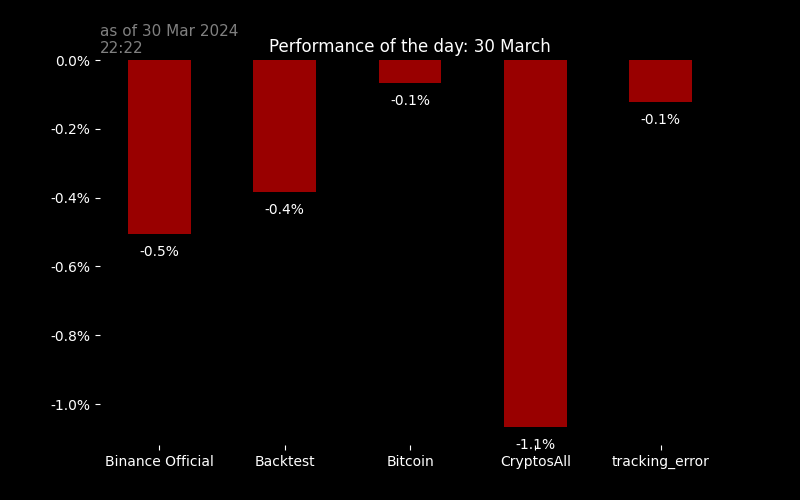 as of 30 Mar 2024
22:22
Performance of the day: 30 March
0.0%
-0.2%
-0.4%
-0.6%
-0.8%
-1.0%
-0.5%
-0.4%
-0.1%
-1.1%
-0.1%
Binance Official
Backtest
Bitcoin
CryptosAll
tracking_error